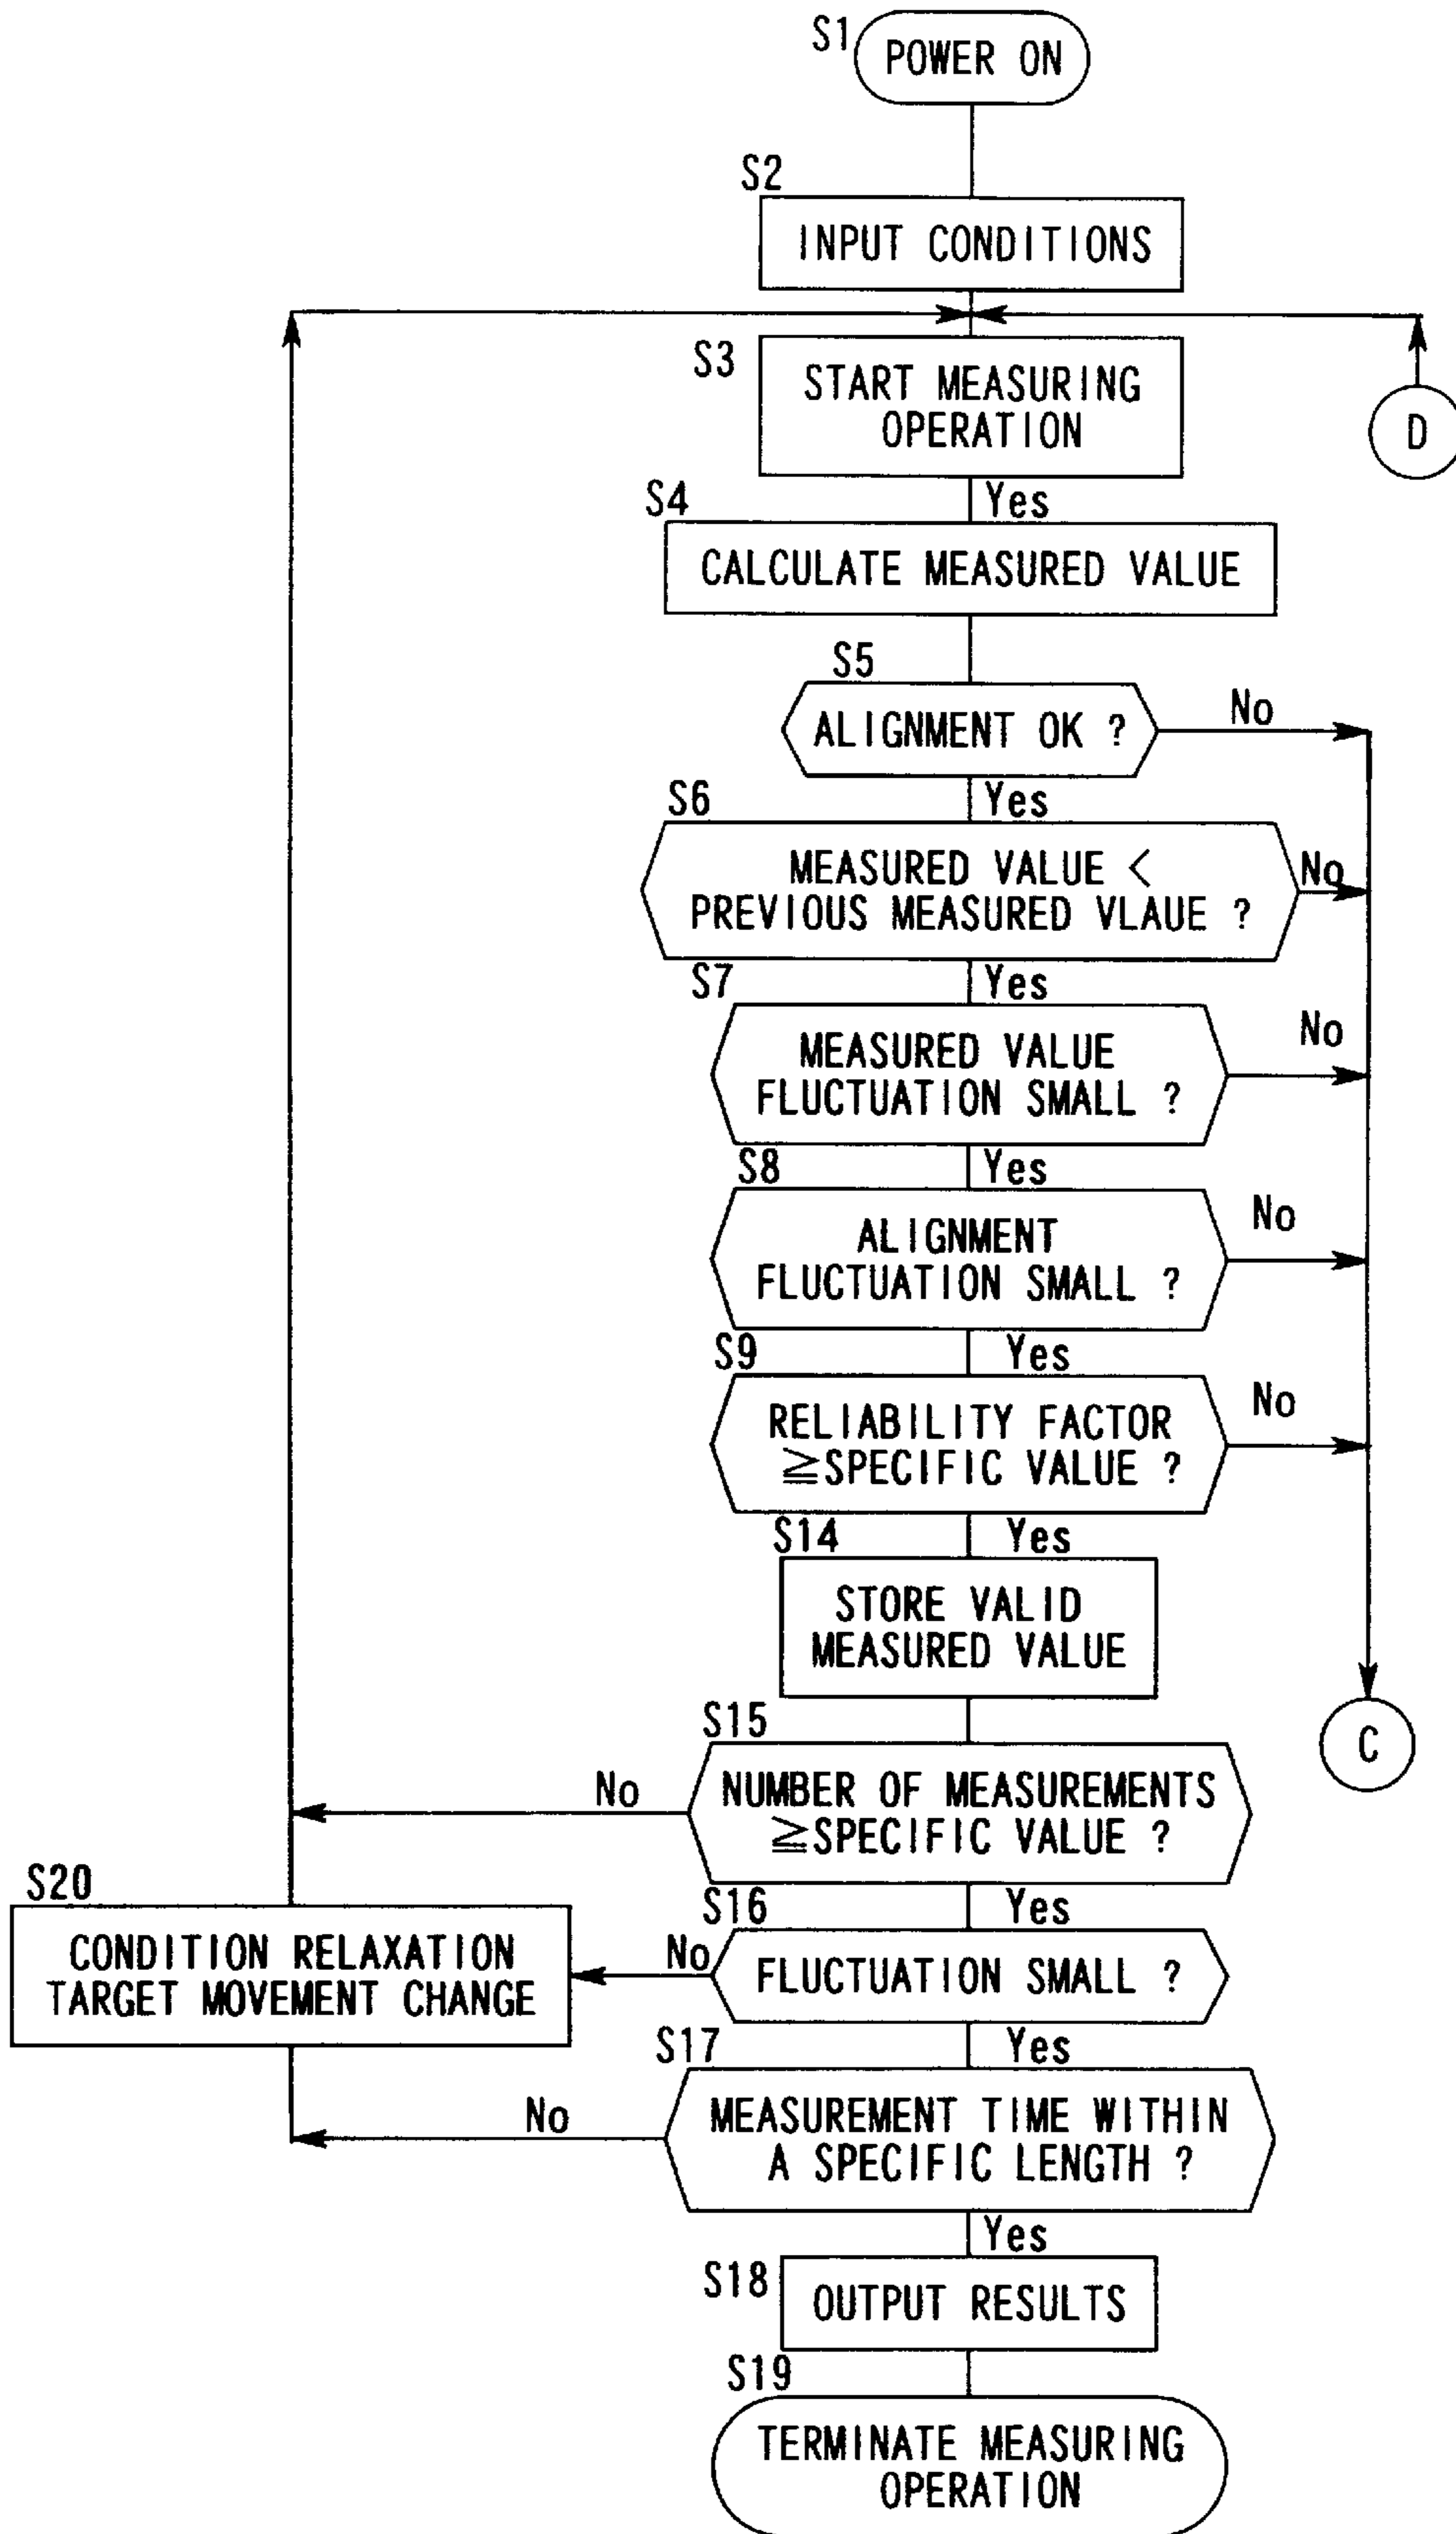 S1
POWER ON
S2
INPUT CONDITIONS
S3
START MEASURING
OPERATION
D
Yes
S4
CALCULATE MEASURED VALUE
S5
ALIGNMENT OK ?
No
Yes
S6
MEASURED VALUE <
PREVIOUS MEASURED VLAUE ?
No
Yes
S7
MEASURED VALUE
FLUCTUATION SMALL ?
No
Yes
S8
ALIGNMENT
FLUCTUATION SMALL ?
No
Yes
S9
RELIABILITY FACTOR
≧SPECIFIC VALUE ?
No
Yes
S14
STORE VALID
MEASURED VALUE
C
S15
NUMBER OF MEASUREMENTS
≧SPECIFIC VALUE ?
No
Yes
S16
FLUCTUATION SMALL ?
No
S20
CONDITION RELAXATION
TARGET MOVEMENT CHANGE
Yes
S17
MEASUREMENT TIME WITHIN
A SPECIFIC LENGTH ?
No
Yes
S18
OUTPUT RESULTS
S19
TERMINATE MEASURING
OPERATION